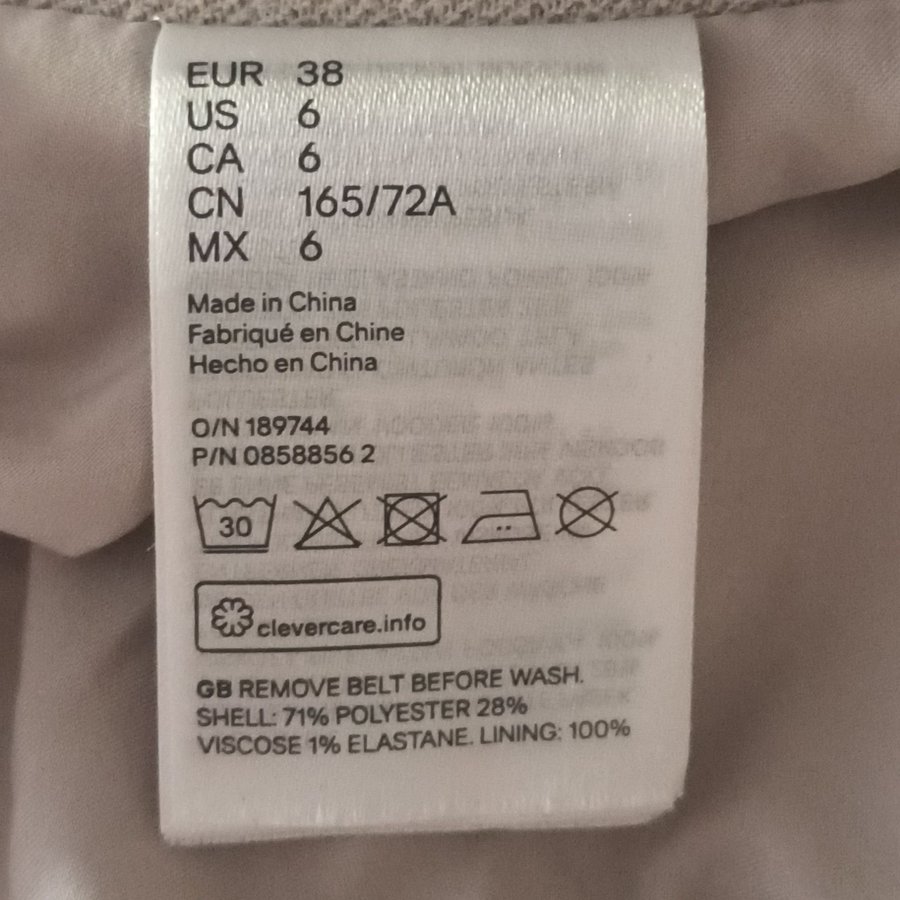 EUR 38
US 6
CA 6
CN 165/72A
MX 6
Made in China
Fabriqué en Chine
Hecho en China
O/N 189744
P/N 0858856 2
30
clevercare.info
GB REMOVE BELT BEFORE WASH.
SHELL: 71% POLYESTER 28%
VISCOSE 1% ELASTANE. LINING: 100%